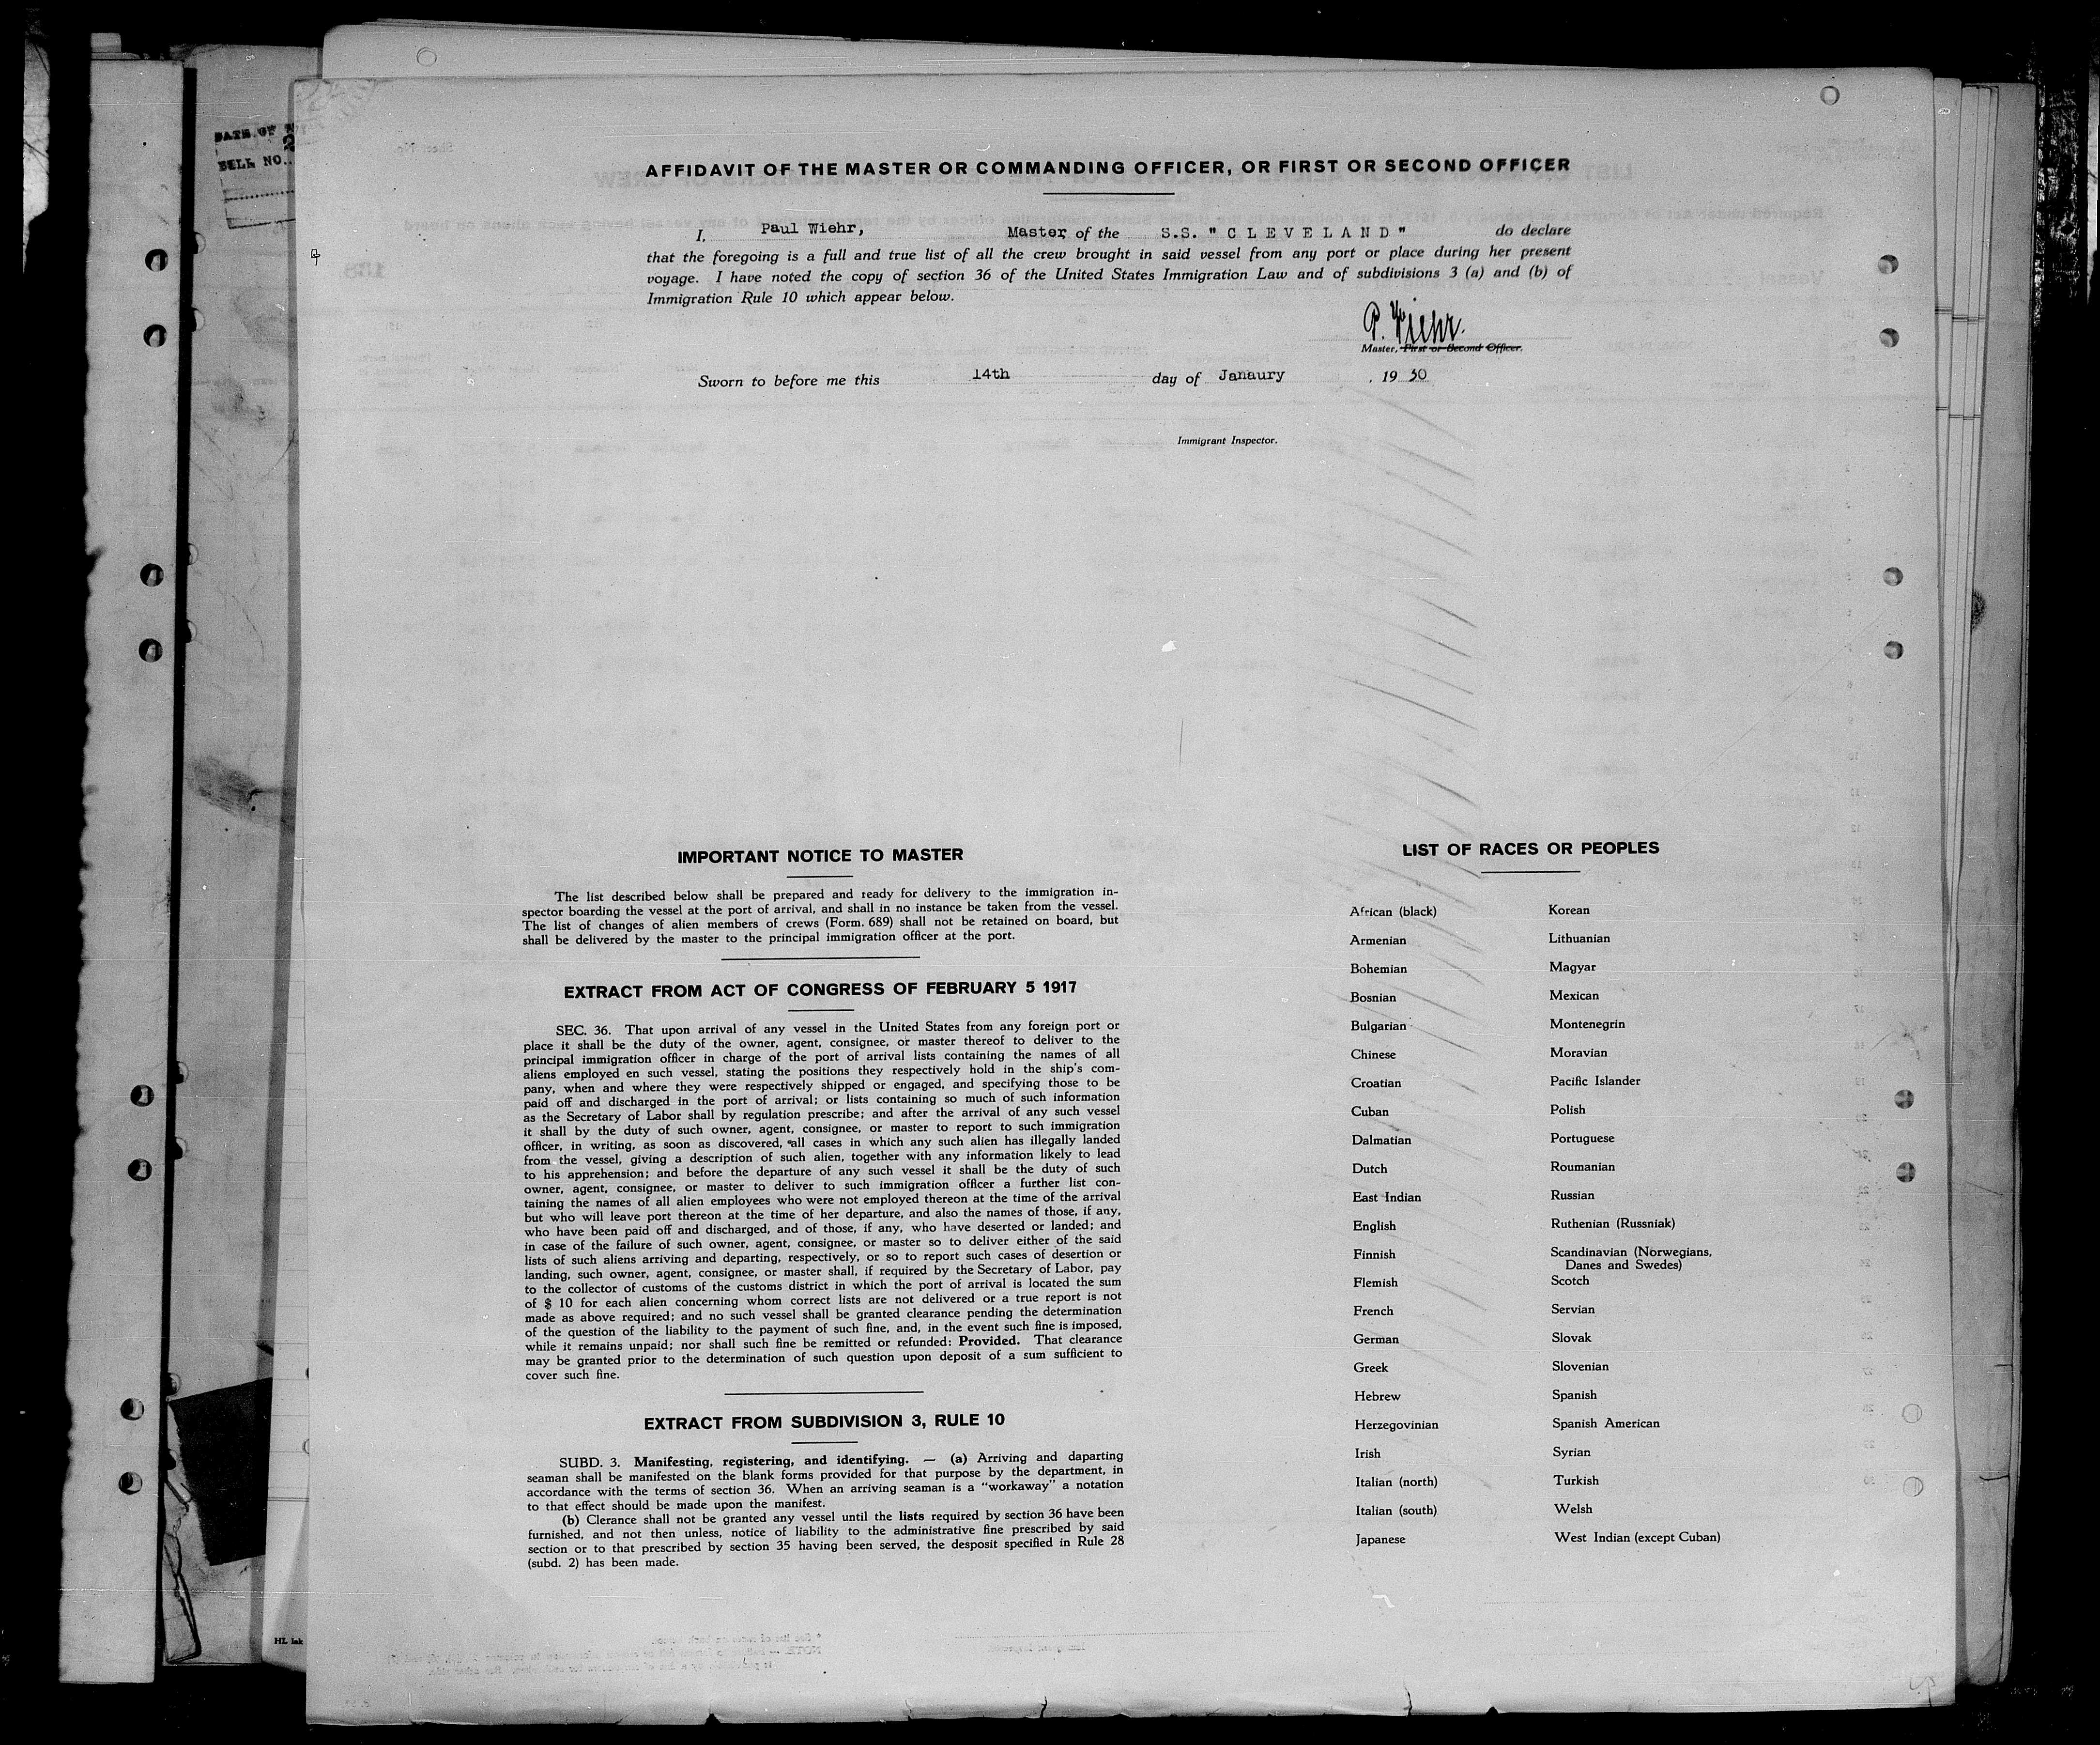 DATE OF
SELL NO.
AFFIDAVIT OF THE MASTER OR COMMANDING OFFICER, OR FIRST OR SECOND OFFICER
I, Paul Wiehr, Master of the S.S. " C L E V E L A N D " do declare
that the foregoing is a full and true list of all the crew brought in said vessel from any port or place during her present
voyage. I have noted the copy of section 36 of the United States Immigration Law and of subdivisions 3 (a) and (b) of
Immigration Rule 10 which appear below.
P. Wiehr.
Master, First or Second Officer.
Sworn to before me this 14th day of Janaury , 19 30
Immigrant Inspector.
IMPORTANT NOTICE TO MASTER
The list described below shall be prepared and ready for delivery to the immigration in-
spector boarding the vessel at the port of arrival, and shall in no instance be taken from the vessel.
The list of changes of alien members of crews (Form. 689) shall not be retained on board, but
shall be delivered by the master to the principal immigration officer at the port.
EXTRACT FROM ACT OF CONGRESS OF FEBRUARY 5 1917
SEC. 36. That upon arrival of any vessel in the United States from any foreign port or
place it shall be the duty of the owner, agent, consignee, or master thereof to deliver to the
principal immigration officer in charge of the port of arrival lists containing the names of all
aliens employed en such vessel, stating the positions they respectively hold in the ship's com-
pany, when and where they were respectively shipped or engaged, and specifying those to be
paid off and discharged in the port of arrival; or lists containing so much of such information
as the Secretary of Labor shall by regulation prescribe; and after the arrival of any such vessel
it shall by the duty of such owner, agent, consignee, or master to report to such immigration
officer, in writing, as soon as discovered, all cases in which any such alien has illegally landed
from the vessel, giving a description of such alien, together with any information likely to lead
to his apprehension; and before the departure of any such vessel it shall be the duty of such
owner, agent, consignee, or master to deliver to such immigration officer a further list con-
taining the names of all alien employees who were not employed thereon at the time of the arrival
but who will leave port thereon at the time of her departure, and also the names of those, if any,
who have been paid off and discharged, and of those, if any, who have deserted or landed; and
in case of the failure of such owner, agent, consignee, or master so to deliver either of the said
lists of such aliens arriving and departing, respectively, or so to report such cases of desertion or
landing, such owner, agent, consignee, or master shall, if required by the Secretary of Labor, pay
to the collector of customs of the customs district in which the port of arrival is located the sum
of $ 10 for each alien concerning whom correct lists are not delivered or a true report is not
made as above required; and no such vessel shall be granted clearance pending the determination
of the question of the liability to the payment of such fine, and, in the event such fine is imposed,
while it remains unpaid; nor shall such fine be remitted or refunded: Provided. That clearance
may be granted prior to the determination of such question upon deposit of a sum sufficient to
cover such fine.
EXTRACT FROM SUBDIVISION 3, RULE 10
SUBD. 3. Manifesting, registering, and identifying. — (a) Arriving and daparting
seaman shall be manifested on the blank forms provided for that purpose by the department, in
accordance with the terms of section 36. When an arriving seaman is a "workaway" a notation
to that effect should be made upon the manifest.
(b) Clerance shall not be granted any vessel until the lists required by section 36 have been
furnished, and not then unless, notice of liability to the administrative fine prescribed by said
section or to that prescribed by section 35 having been served, the desposit specified in Rule 28
(subd. 2) has been made.
LIST OF RACES OR PEOPLES
African (black)
Armenian
Bohemian
Bosnian
Bulgarian
Chinese
Croatian
Cuban
Dalmatian
Dutch
East Indian
English
Finnish
Flemish
French
German
Greek
Hebrew
Herzegovinian
Irish
Italian (north)
Italian (south)
Japanese
Korean
Lithuanian
Magyar
Mexican
Montenegrin
Moravian
Pacific Islander
Polish
Portuguese
Roumanian
Russian
Ruthenian (Russniak)
Scandinavian (Norwegians,
Danes and Swedes)
Scotch
Servian
Slovak
Slovenian
Spanish
Spanish American
Syrian
Turkish
Welsh
West Indian (except Cuban)